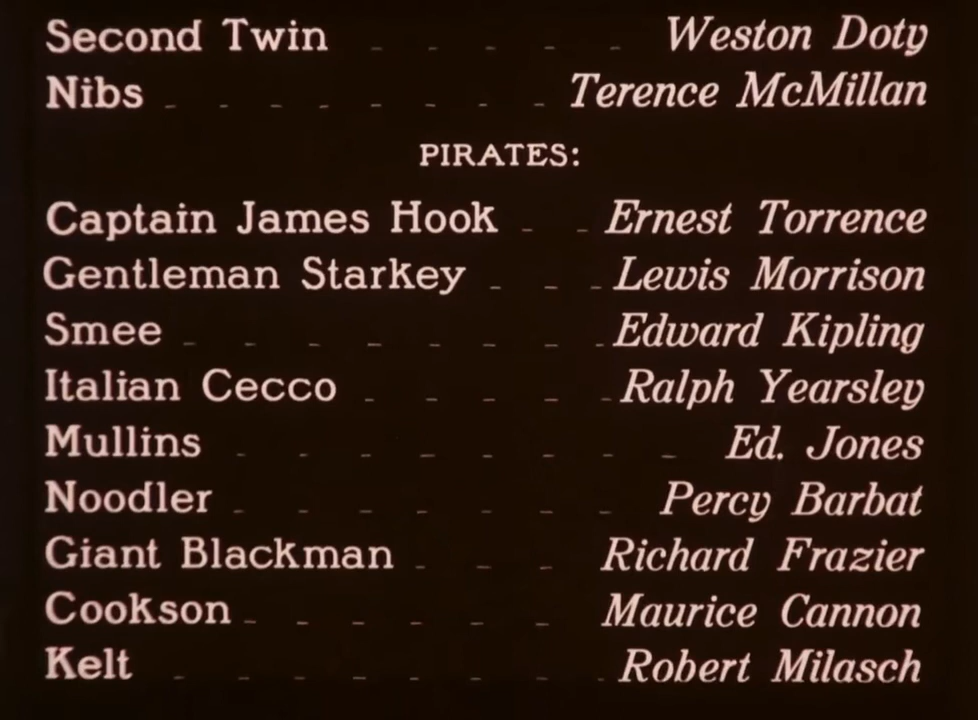 Second Twin - - - - - Weston Doty
Nibs - - - - - - - - Terence McMillan
PIRATES:
Captain James Hook - - Ernest Torrence
Gentleman Starkey - - - Lewis Morrison
Smee - - - - - - - - Edward Kipling
Italian Cecco - - - - - Ralph Yearsley
Mullins - - - - - - - - Ed. Jones
Noodler - - - - - - - Percy Barbat
Giant Blackman - - - Richard Frazier
Cookson - - - - - - Maurice Cannon
Kelt - - - - - - - - Robert Milasch